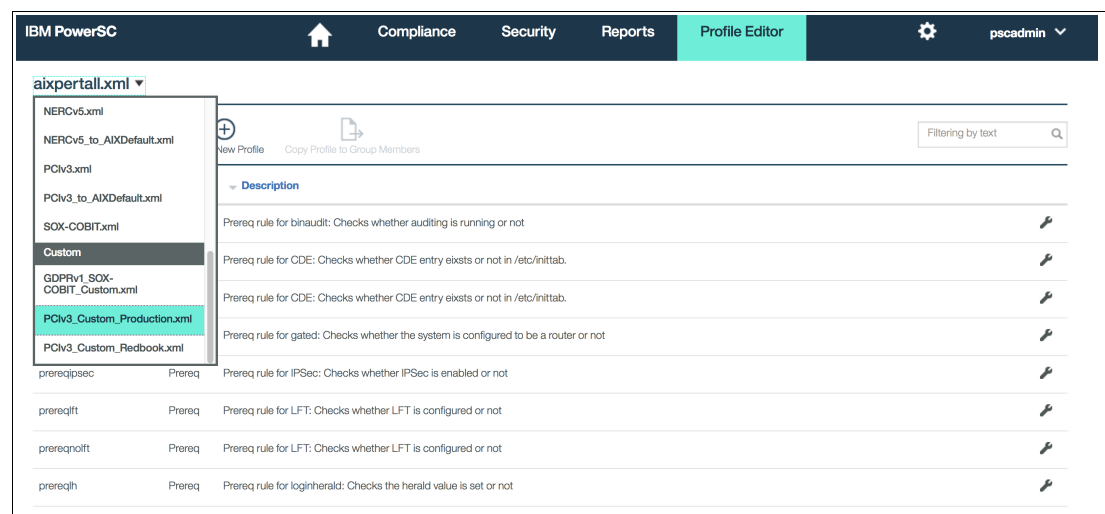 IBM PowerSC
Compliance
Security
Reports
Profile Editor
pscadmin
aixpertall.xml
NERCv5.xml
NERCv5_to_AIXDefault.xml
PCIv3.xml
PCIv3_to_AIXDefault.xml
SOX-COBIT.xml
Custom
GDPRv1_SOX-
COBIT_Custom.xml
PCIv3_Custom_Production.xml
PCIv3_Custom_Redbook.xml
New Profile
Copy Profile to Group Members
Filtering by text
Description
Prereq rule for binaudit: Checks whether auditing is running or not
Prereq rule for CDE: Checks whether CDE entry eixsts or not in /etc/inittab.
Prereq rule for CDE: Checks whether CDE entry eixsts or not in /etc/inittab.
Prereq rule for gated: Checks whether the system is configured to be a router or not
prereqipsec Prereq Prereq rule for IPSec: Checks whether IPSec is enabled or not
prereqlft Prereq Prereq rule for LFT: Checks whether LFT is configured or not
prereqnolft Prereq Prereq rule for LFT: Checks whether LFT is configured or not
prereqlh Prereq Prereq rule for loginherald: Checks the herald value is set or not